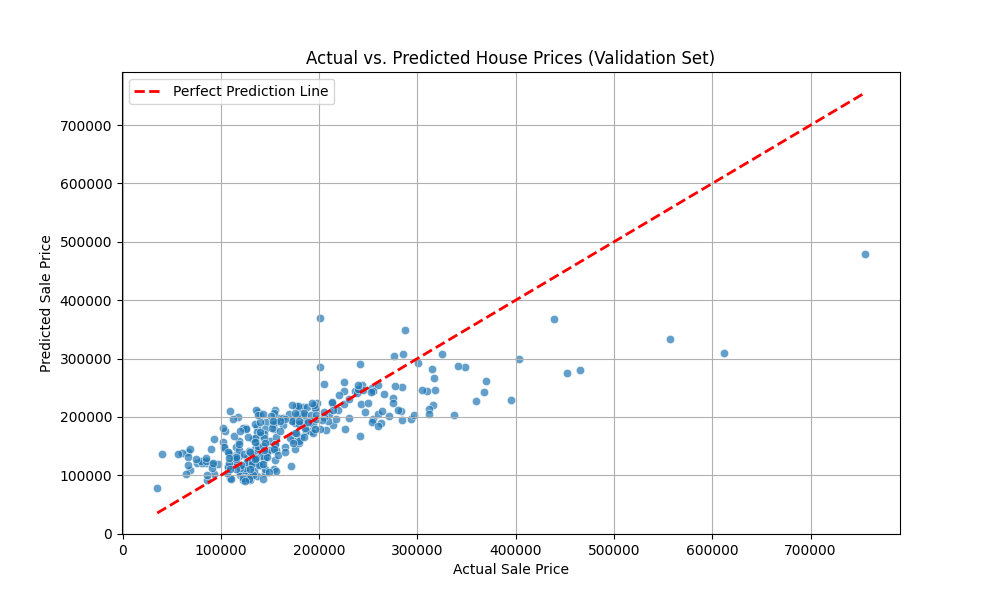 Actual vs. Predicted House Prices (Validation Set)
Perfect Prediction Line
700000
600000
500000
400000
300000
200000
100000
0
Predicted Sale Price
0 100000 200000 300000 400000 500000 600000 700000
Actual Sale Price